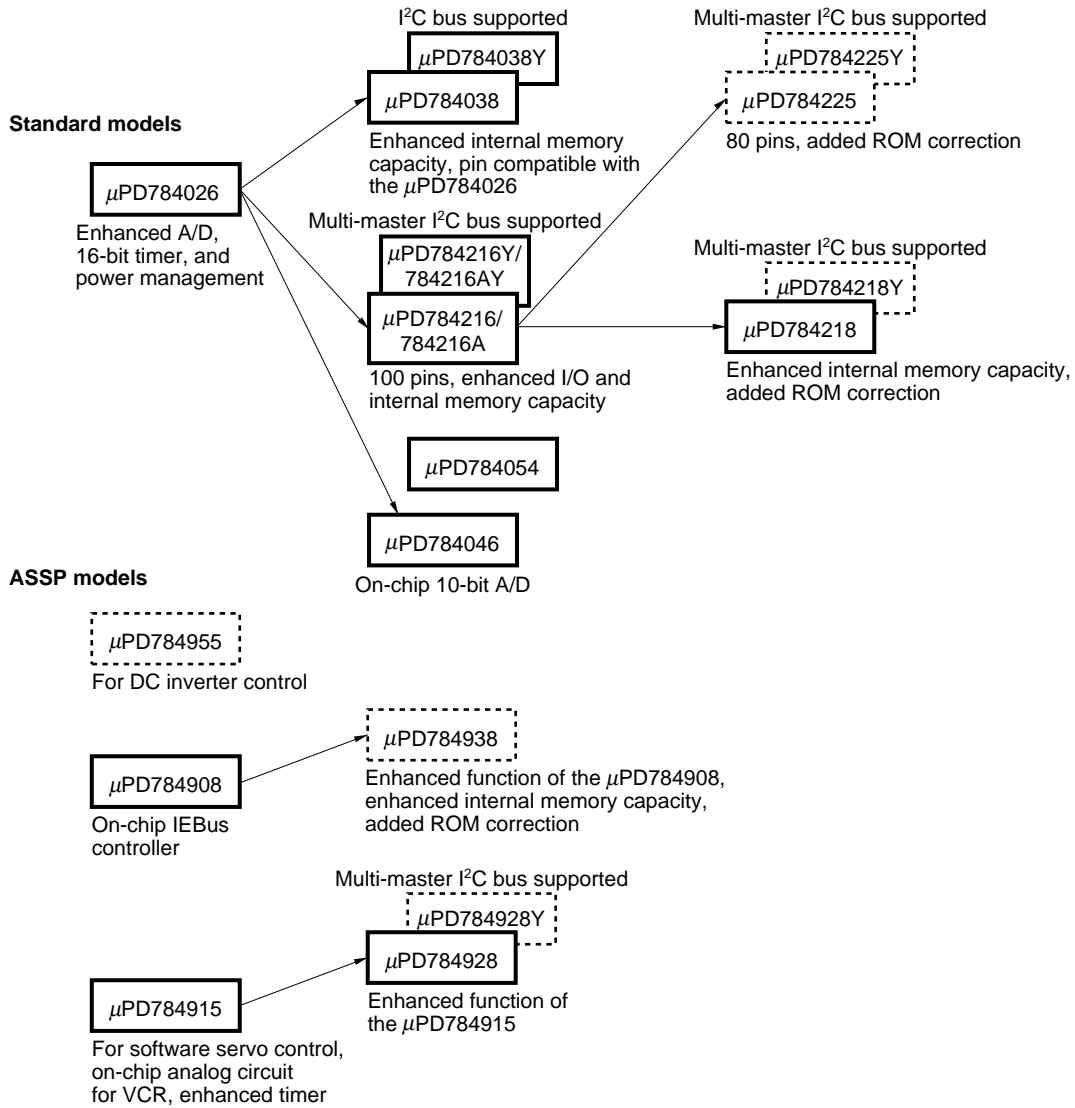 Standard models
μPD784026
Enhanced A/D,
16-bit timer, and
power management
I²C bus supported
μPD784038Y
μPD784038
Enhanced internal memory
capacity, pin compatible with
the μPD784026
Multi-master I²C bus supported
μPD784216Y/
784216AY
μPD784216/
784216A
100 pins, enhanced I/O and
internal memory capacity
μPD784054
μPD784046
On-chip 10-bit A/D
Multi-master I²C bus supported
μPD784225Y
μPD784225
80 pins, added ROM correction
Multi-master I²C bus supported
μPD784218Y
μPD784218
Enhanced internal memory capacity,
added ROM correction
ASSP models
μPD784955
For DC inverter control
μPD784908
On-chip IEBus
controller
μPD784938
Enhanced function of the μPD784908,
enhanced internal memory capacity,
added ROM correction
μPD784915
For software servo control,
on-chip analog circuit
for VCR, enhanced timer
Multi-master I²C bus supported
μPD784928Y
μPD784928
Enhanced function of
the μPD784915